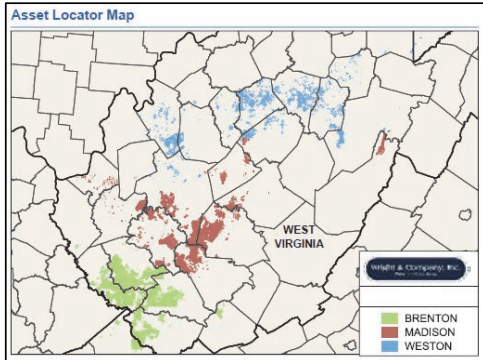 Asset Locator Map
WEST
VIRGINIA
Wright & Company, Inc.
BRENTON
MADISON
WESTON